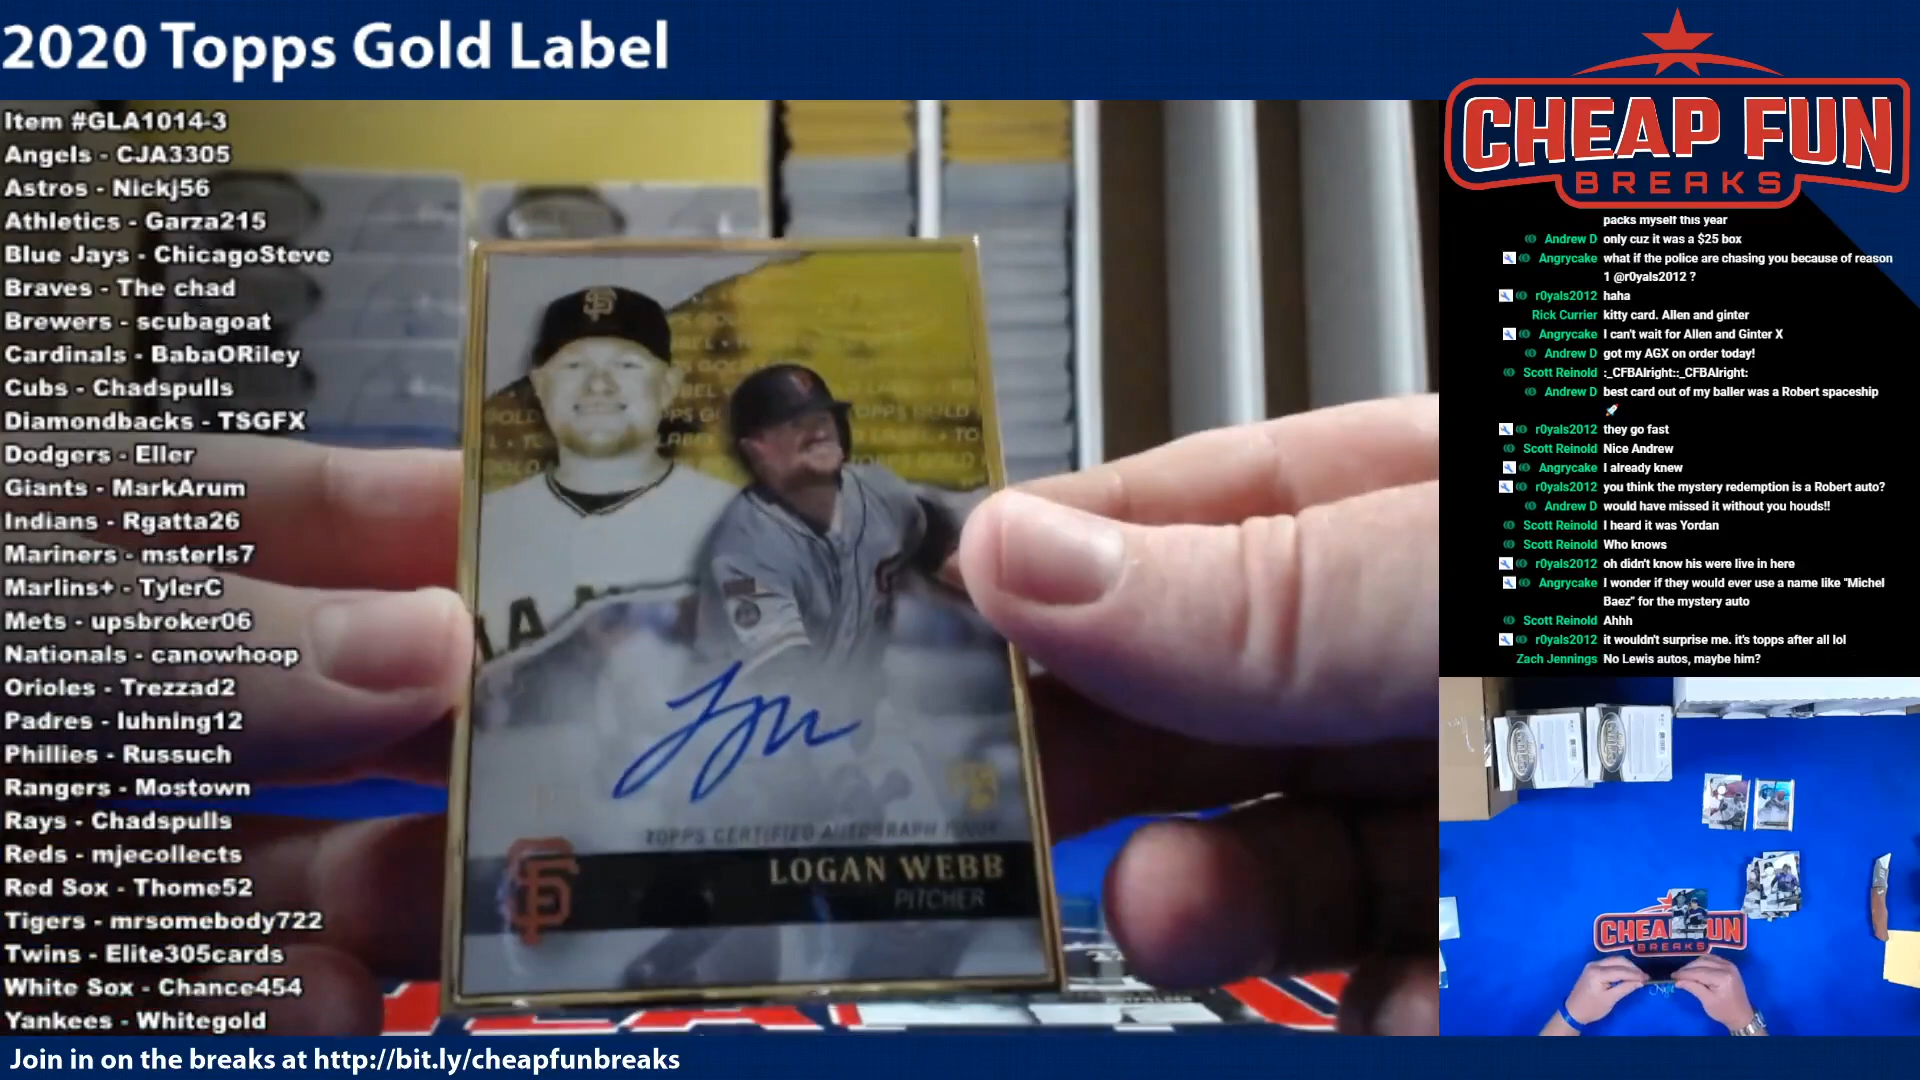 2020 Topps Gold Label
Item #GLA1014-3
Angels - CJA3305
Astros - Nickj56
Athletics - Garza215
Blue Jays - ChicagoSteve
Braves - The chad
Brewers - scubagoat
Cardinals - BabaORiley
Cubs - Chadspulls
Diamondbacks - TSGFX
Dodgers - Eller
Giants - MarkArum
Indians - Rgatta26
Mariners - msterls7
Marlins+ - TylerC
Mets - upsbroker06
Nationals - canowhoop
Orioles - Trezzad2
Padres - luhning12
Phillies - Russuch
Rangers - Mostown
Rays - Chadspulls
Reds - mjecollects
Red Sox - Thome52
Tigers - mrsomebody722
Twins - Elite305cards
White Sox - Chance454
Yankees - Whitegold
Join in on the breaks at http://bit.ly/cheapfunbreaks
SF
TOPPS CERTIFIED AUTOGRAPH ISSUE
LOGAN WEBB
PITCHER
SF
CHEAP FUN
BREAKS
packs myself this year
Andrew D only cuz it was a $25 box
Angrycake what if the police are chasing you because of reason
1 @r0yals2012 ?
r0yals2012 haha
Rick Currier kitty card. Allen and ginter
Angrycake I can't wait for Allen and Ginter X
Andrew D got my AGX on order today!
Scott Reinold :_CFBAlright::_CFBAlright:
Andrew D best card out of my baller was a Robert spaceship
r0yals2012 they go fast
Scott Reinold Nice Andrew
Angrycake I already knew
r0yals2012 you think the mystery redemption is a Robert auto?
Andrew D would have missed it without you houds!!
Scott Reinold I heard it was Yordan
Scott Reinold Who knows
r0yals2012 oh didn't know his were live in here
Angrycake I wonder if they would ever use a name like "Michel
Baez" for the mystery auto
Scott Reinold Ahhh
r0yals2012 it wouldn't surprise me. it's topps after all lol
Zach Jennings No Lewis autos, maybe him?
CHEA UN
BREAKS